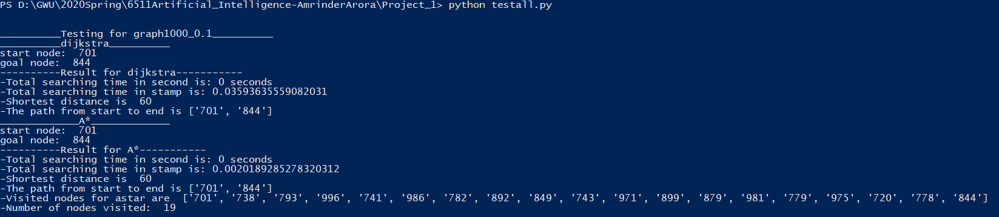 PS D:\GWU\2020Spring\6511Artificial_Intelligence-AmrinderArora\Project_1> python testall.py
__________Testing for graph1000_0.1__________
__________dijkstra__________
start node:  701
goal node:  844
----------Result for dijkstra-----------
-Total searching time in second is: 0 seconds
-Total searching time in stamp is: 0.03593635559082031
-Shortest distance is  60
-The path from start to end is ['701', '844']
_____________A*_____________
start node:  701
goal node:  844
----------Result for A*-----------
-Total searching time in second is: 0 seconds
-Total searching time in stamp is: 0.0020189285278320312
-Shortest distance is  60
-The path from start to end is ['701', '844']
-Visited nodes for astar are  ['701', '738', '793', '996', '741', '986', '782', '892', '849', '743', '971', '899', '879', '981', '779', '975', '720', '778', '844']
-Number of nodes visited:  19